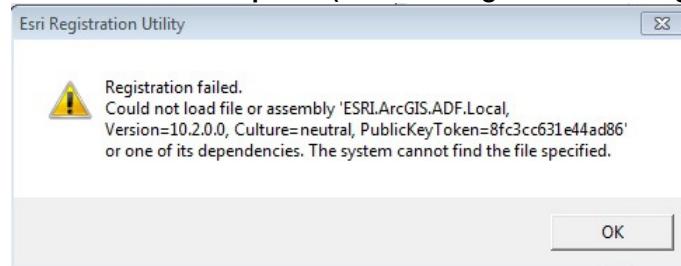 Esri Registration Utility
Registration failed.
Could not load file or assembly 'ESRI.ArcGIS.ADF.Local,
Version=10.2.0.0, Culture=neutral, PublicKeyToken=8fc3cc631e44ad86'
or one of its dependencies. The system cannot find the file specified.
OK